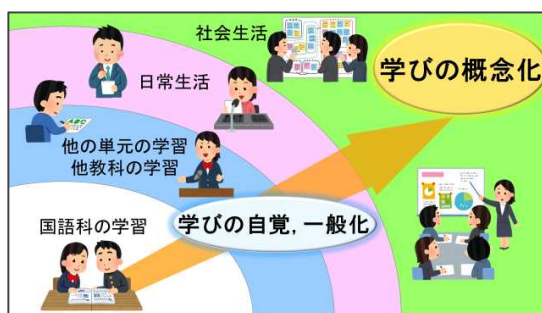 社会生活
学びの概念化
日常生活
他の単元の学習
他教科の学習
国語科の学習
学びの自覚,一般化